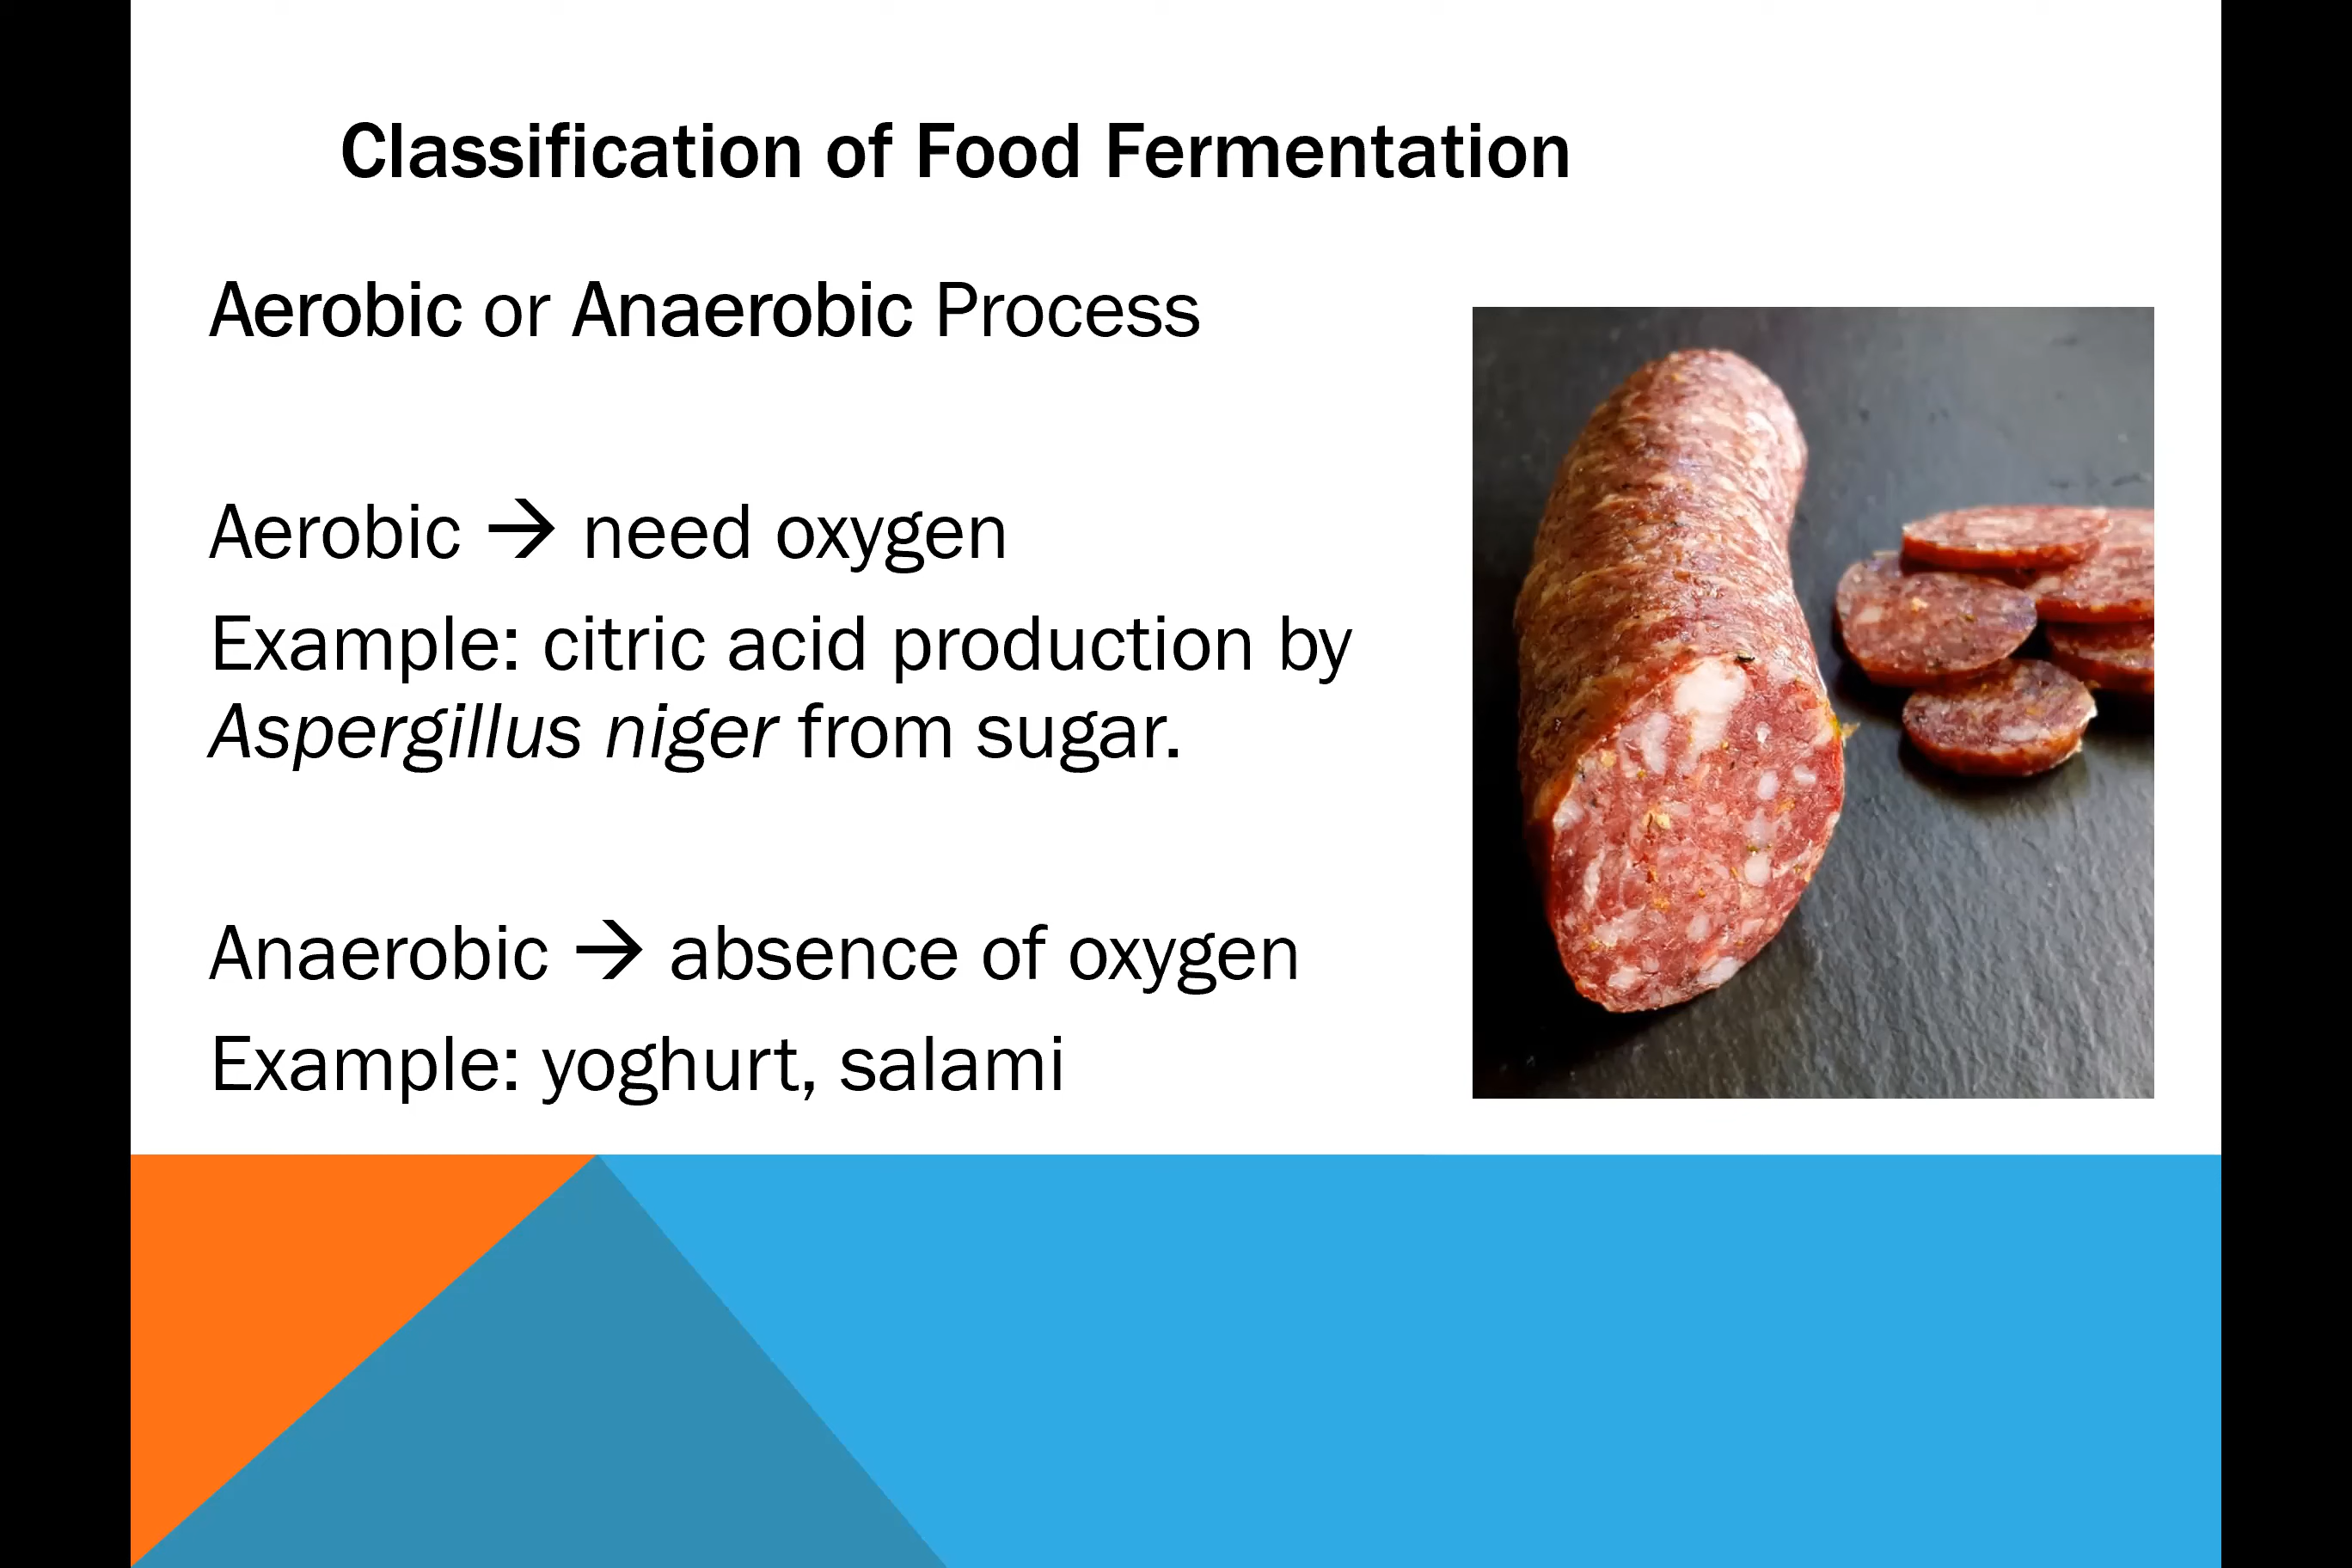 Classification of Food Fermentation
Aerobic or Anaerobic Process
Aerobic → need oxygen
Example: citric acid production by
Aspergillus niger from sugar.
Anaerobic → absence of oxygen
Example: yoghurt, salami